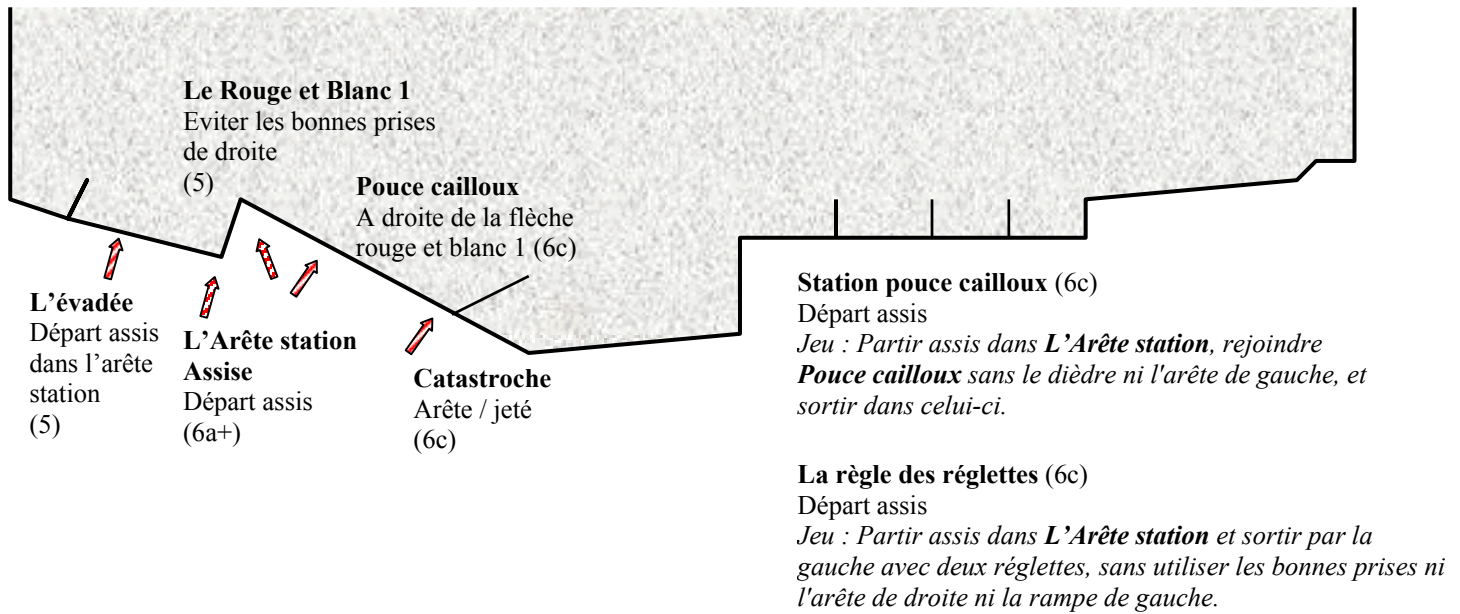 Le Rouge et Blanc 1
Eviter les bonnes prises
de droite
(5)
Pouce cailloux
A droite de la flèche
rouge et blanc 1 (6c)
L’évadée
Départ assis
dans l’arête
station
(5)
L’Arête station
Assise
Départ assis
(6a+)
Catastroche
Arête / jeté
(6c)
Station pouce cailloux (6c)
Départ assis
Jeu : Partir assis dans L’Arête station, rejoindre
Pouce cailloux sans le dièdre ni l'arête de gauche, et
sortir dans celui-ci.
La règle des réglettes (6c)
Départ assis
Jeu : Partir assis dans L’Arête station et sortir par la
gauche avec deux réglettes, sans utiliser les bonnes prises ni
l'arête de droite ni la rampe de gauche.